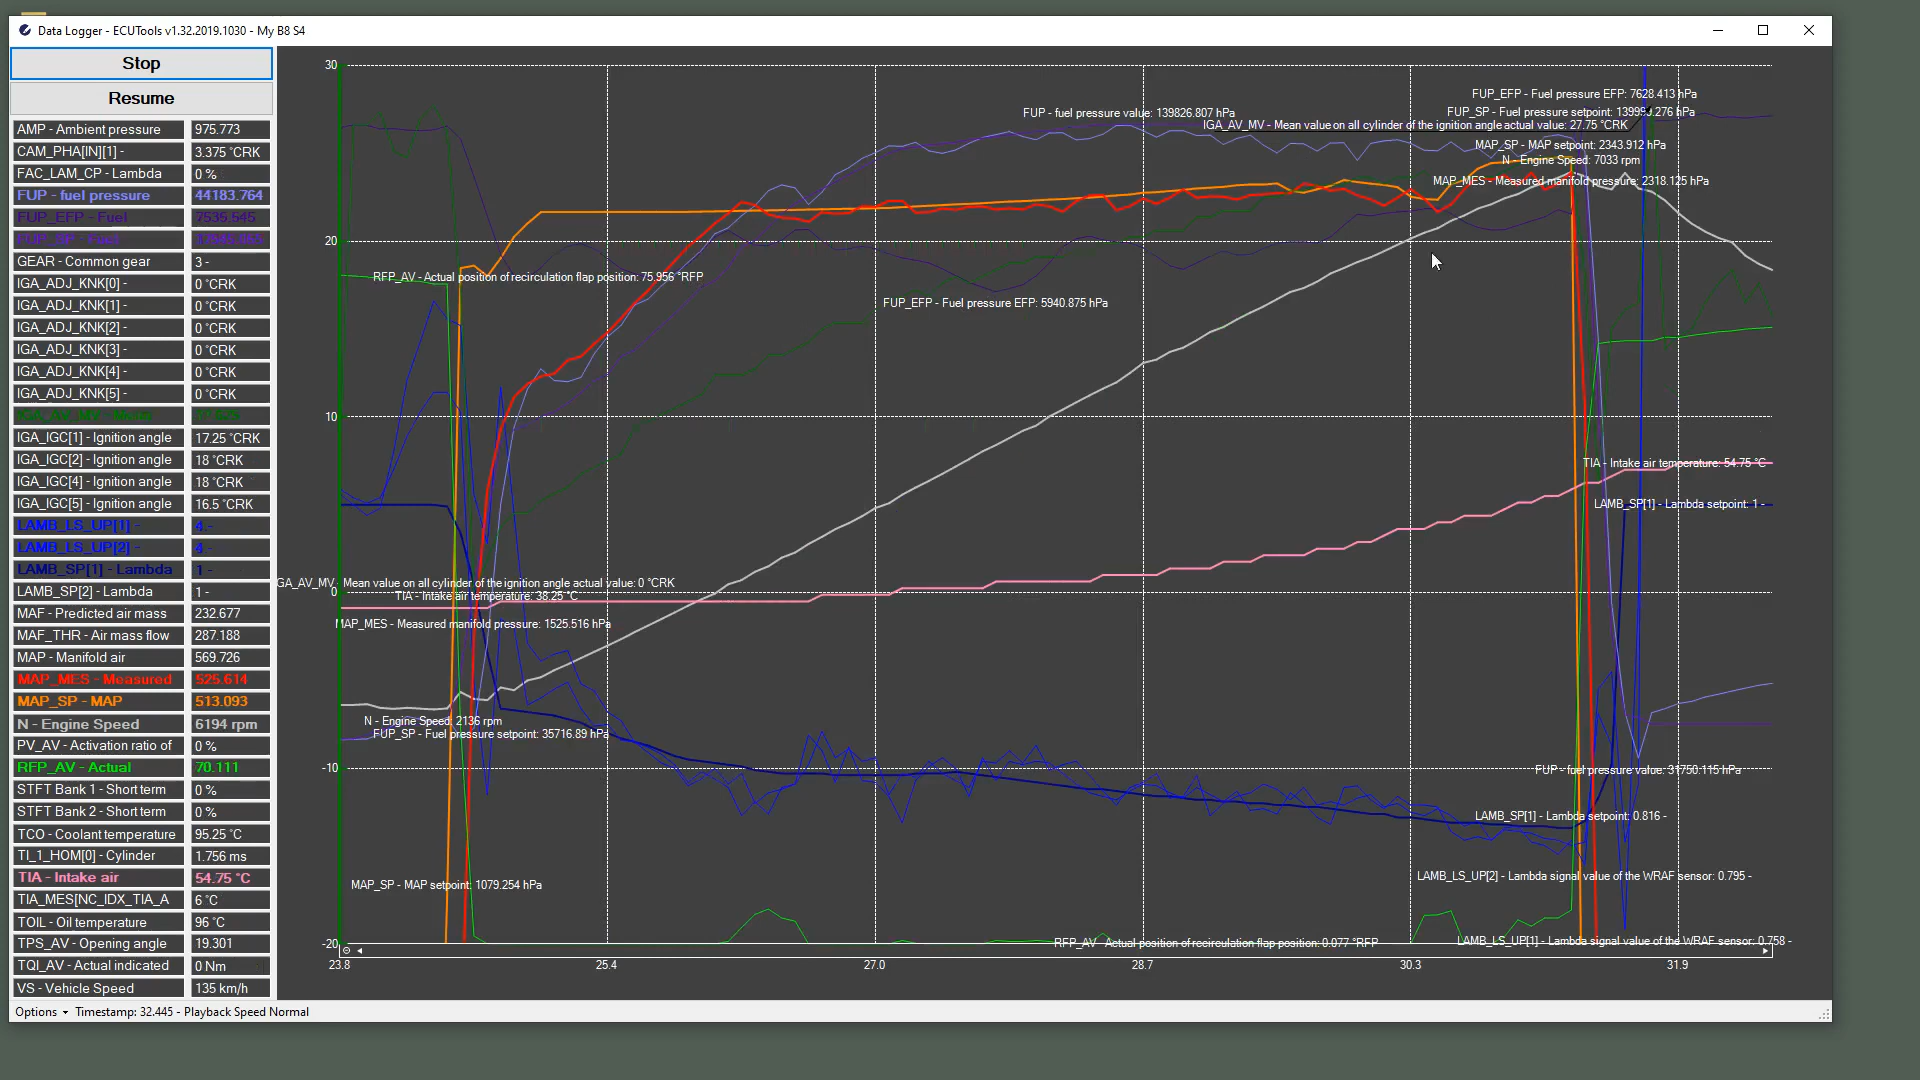 Data Logger - ECUTools v1.32.2019.1030 - My B8 S4
Stop
Resume
AMP - Ambient pressure 975.773
CAM_PHA[IN][1] - 3.375 °CRK
FAC_LAM_CP - Lambda 0 %
FUP - fuel pressure 44183.764
FUP_EFP - Fuel 7535.545
FUP_SP - Fuel
GEAR - Common gear 3 -
IGA_ADJ_KNK[0] - 0 °CRK
IGA_ADJ_KNK[1] - 0 °CRK
IGA_ADJ_KNK[2] - 0 °CRK
IGA_ADJ_KNK[3] - 0 °CRK
IGA_ADJ_KNK[4] - 0 °CRK
IGA_ADJ_KNK[5] - 0 °CRK
IGA_AV_MV - Mean
IGA_IGC[1] - Ignition angle 17.25 °CRK
IGA_IGC[2] - Ignition angle 18 °CRK
IGA_IGC[4] - Ignition angle 18 °CRK
IGA_IGC[5] - Ignition angle 16.5 °CRK
LAMB_LS_UP[1] - 4 -
LAMB_LS_UP[2] - 4 -
LAMB_SP[1] - Lambda 1 -
LAMB_SP[2] - Lambda 1 -
MAF - Predicted air mass 232.677
MAF_THR - Air mass flow 287.188
MAP - Manifold air 569.726
MAP_MES - Measured 525.614
MAP_SP - MAP 513.093
N - Engine Speed 6194 rpm
PV_AV - Activation ratio of 0 %
RFP_AV - Actual 70.111
STFT Bank 1 - Short term 0 %
STFT Bank 2 - Short term 0 %
TCO - Coolant temperature 95.25 °C
TI_1_HOM[0] - Cylinder 1.756 ms
TIA - Intake air 54.75 °C
TIA_MES[NC_IDX_TIA_A 6 °C
TOIL - Oil temperature 96 °C
TPS_AV - Opening angle 19.301
TQI_AV - Actual indicated 0 Nm
VS - Vehicle Speed 135 km/h
30
FUP_EFP - Fuel pressure EFP: 7628.413 hPa
FUP - fuel pressure value: 139826.807 hPa
FUP_SP - Fuel pressure setpoint: 13999 .276 hPa
IGA_AV_MV - Mean value on all cylinder of the ignition angle actual value: 27.75 °CRK
MAP_SP - MAP setpoint: 2343.912 hPa
N - Engine Speed: 7033 rpm
MAP_MES - Measured manifold pressure: 2318.125 hPa
20
RFP_AV - Actual position of recirculation flap position: 75.956 °RFP
FUP_EFP - Fuel pressure EFP: 5940.875 hPa
10
TIA - Intake air temperature: 54.75 °C
LAMB_SP[1] - Lambda setpoint: 1 -
GA_AV_MV - Mean value on all cylinder of the ignition angle actual value: 0 °CRK
0
TIA - Intake air temperature: 38.25 °C
MAP_MES - Measured manifold pressure: 1525.516 hPa
N - Engine Speed: 2136 rpm
FUP_SP - Fuel pressure setpoint: 35716.89 hPa
-10
FUP - fuel pressure value: 31750.115 hPa
LAMB_SP[1] - Lambda setpoint: 0.816 -
LAMB_LS_UP[2] - Lambda signal value of the WRAF sensor: 0.795 -
MAP_SP - MAP setpoint: 1079.254 hPa
-20
RFP_AV - Actual position of recirculation flap position: 0.077 °RFP
LAMB_LS_UP[1] - Lambda signal value of the WRAF sensor: 0.758 -
23.8 25.4 27.0 28.7 30.3 31.9
Options Timestamp: 32.445 - Playback Speed Normal